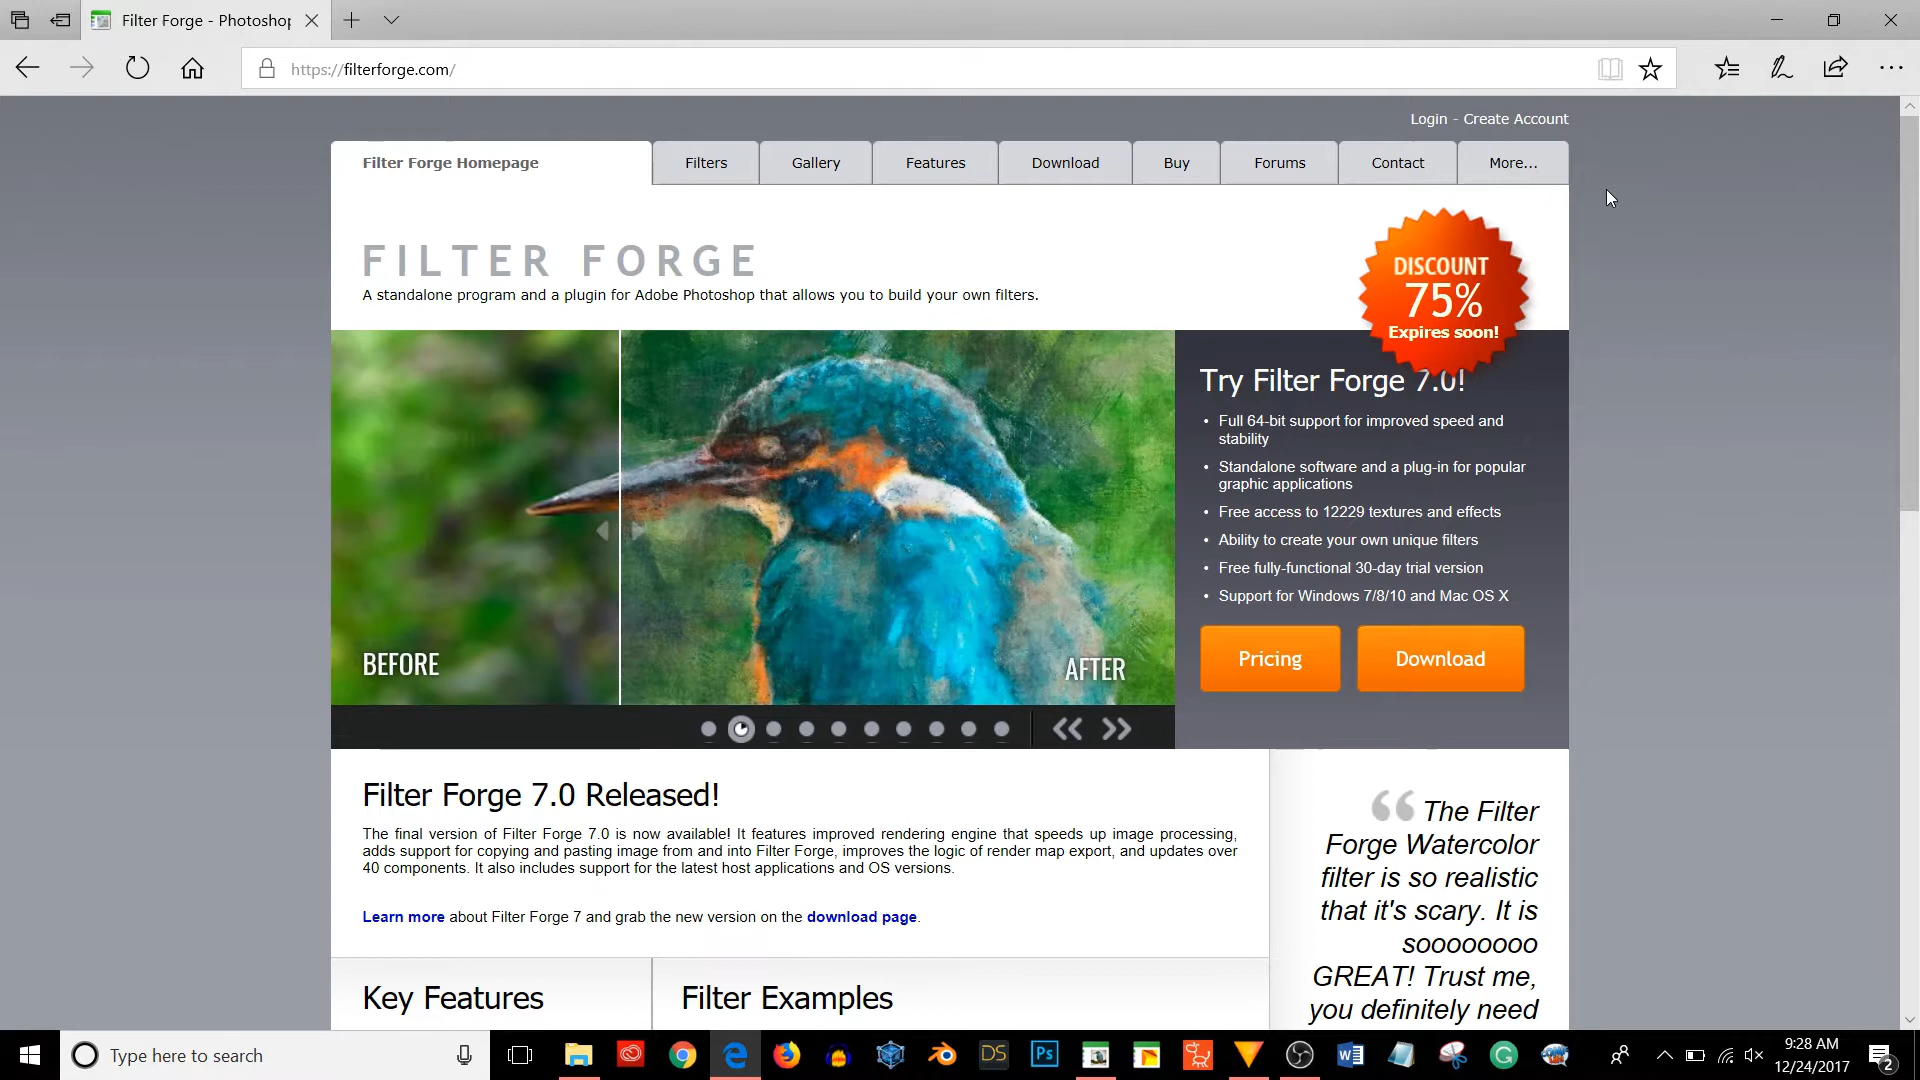 Filter Forge - Photoshop
https://filterforge.com/
Login - Create Account
Filter Forge Homepage
Filters
Gallery
Features
Download
Buy
Forums
Contact
More...
FILTER FORGE
A standalone program and a plugin for Adobe Photoshop that allows you to build your own filters.
DISCOUNT
75%
Expires soon!
BEFORE
AFTER
Try Filter Forge 7.0!
• Full 64-bit support for improved speed and
stability
• Standalone software and a plug-in for popular
graphic applications
• Free access to 12229 textures and effects
• Ability to create your own unique filters
• Free fully-functional 30-day trial version
• Support for Windows 7/8/10 and Mac OS X
Pricing
Download
Filter Forge 7.0 Released!
The final version of Filter Forge 7.0 is now available! It features improved rendering engine that speeds up image processing,
adds support for copying and pasting image from and into Filter Forge, improves the logic of render map export, and updates over
40 components. It also includes support for the latest host applications and OS versions.
Learn more about Filter Forge 7 and grab the new version on the download page.
“ The Filter
Forge Watercolor
filter is so realistic
that it's scary. It is
soooooooo
GREAT! Trust me,
you definitely need
Key Features
Filter Examples
Type here to search
DS
Ps
9:28 AM
12/24/2017
2